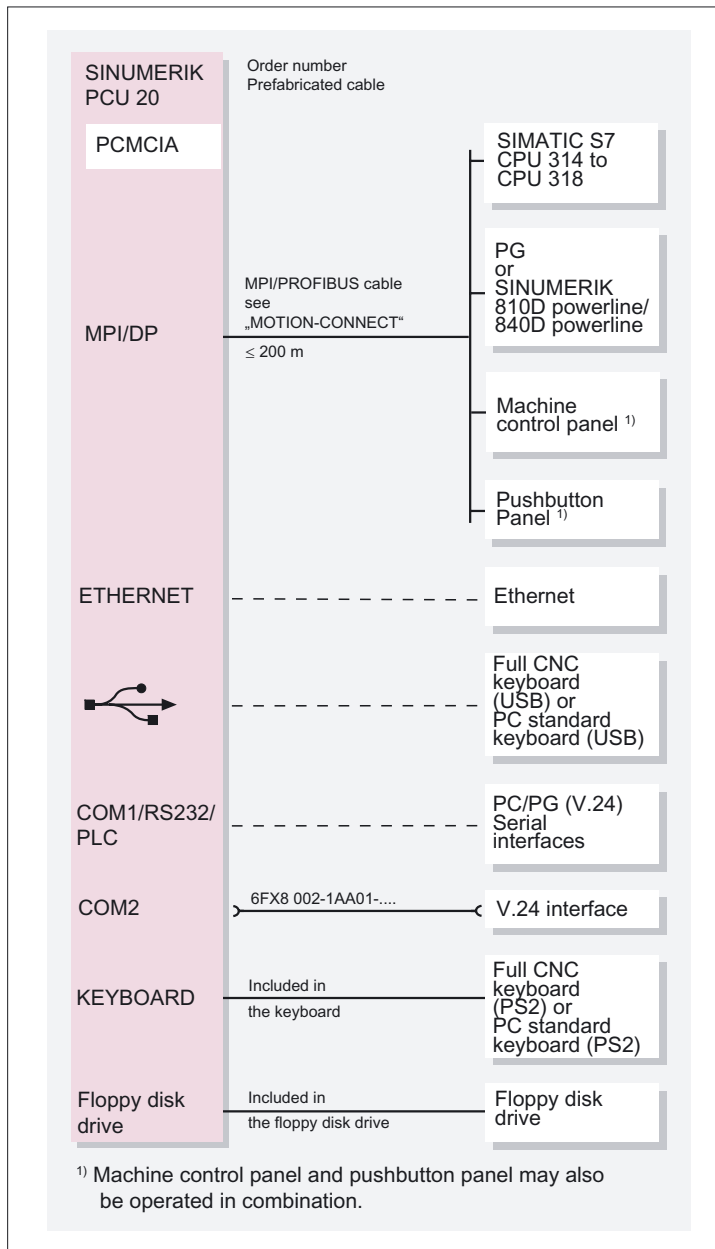 SINUMERIK
PCU 20
Order number
Prefabricated cable
PCMCIA
SIMATIC S7
CPU 314 to
CPU 318
MPI/DP
MPI/PROFIBUS cable
see
„MOTION-CONNECT“
≤ 200 m
PG
or
SINUMERIK
810D powerline/
840D powerline
Machine
control panel 1)
Pushbutton
Panel 1)
ETHERNET
Ethernet
Full CNC
keyboard
(USB) or
PC standard
keyboard (USB)
COM1/RS232/
PLC
PC/PG (V.24)
Serial
interfaces
COM2
6FX8 002-1AA01-....
V.24 interface
KEYBOARD
Included in
the keyboard
Full CNC
keyboard
(PS2) or
PC standard
keyboard (PS2)
Floppy disk
drive
Included in
the floppy disk drive
Floppy disk
drive
1) Machine control panel and pushbutton panel may also
be operated in combination.